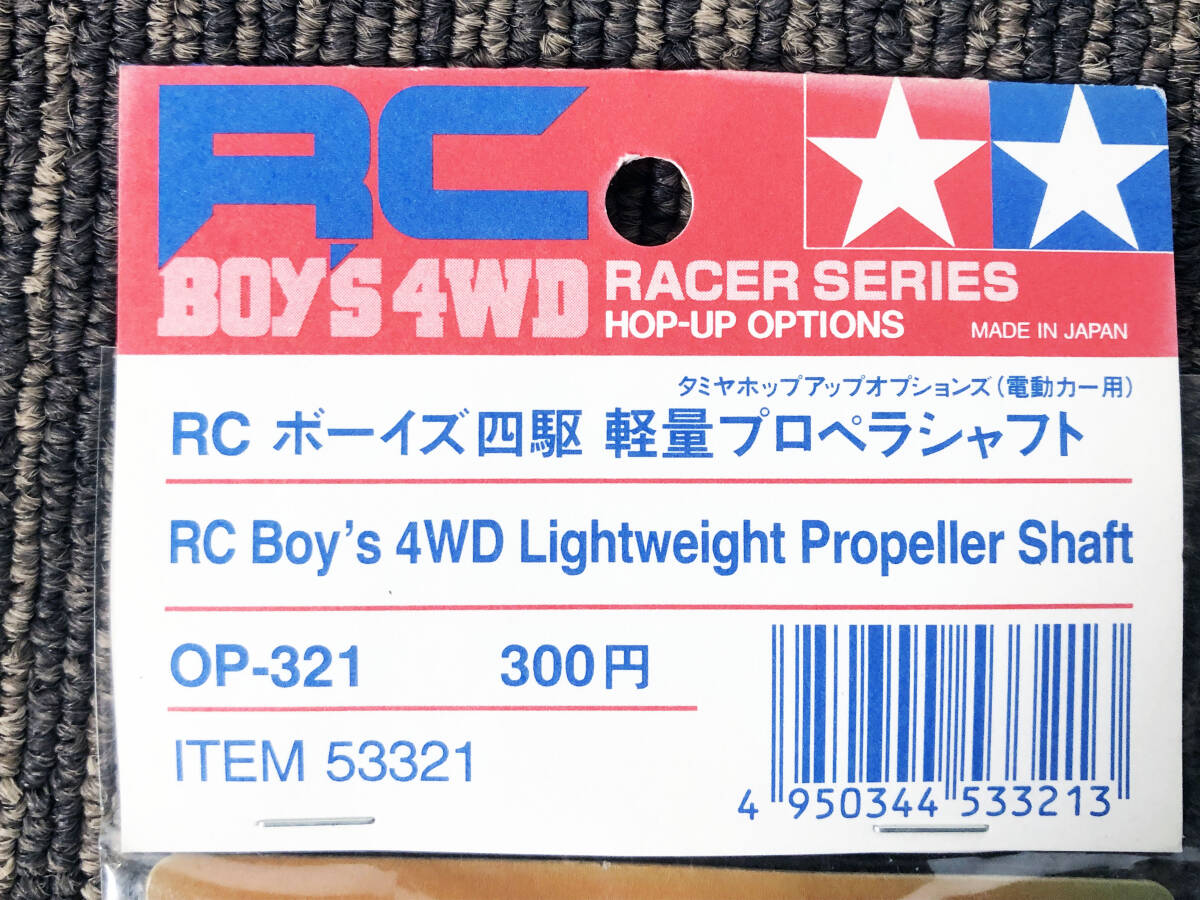 RC
BOY'S 4WD
RACER SERIES
HOP-UP OPTIONS
MADE IN JAPAN
タミヤホップアップオプションズ(電動カー用)
RC ボーイズ四駆 軽量プロペラシャフト
RC Boy's 4WD Lightweight Propeller Shaft
OP-321 300円
ITEM 53321
4 950344 533213